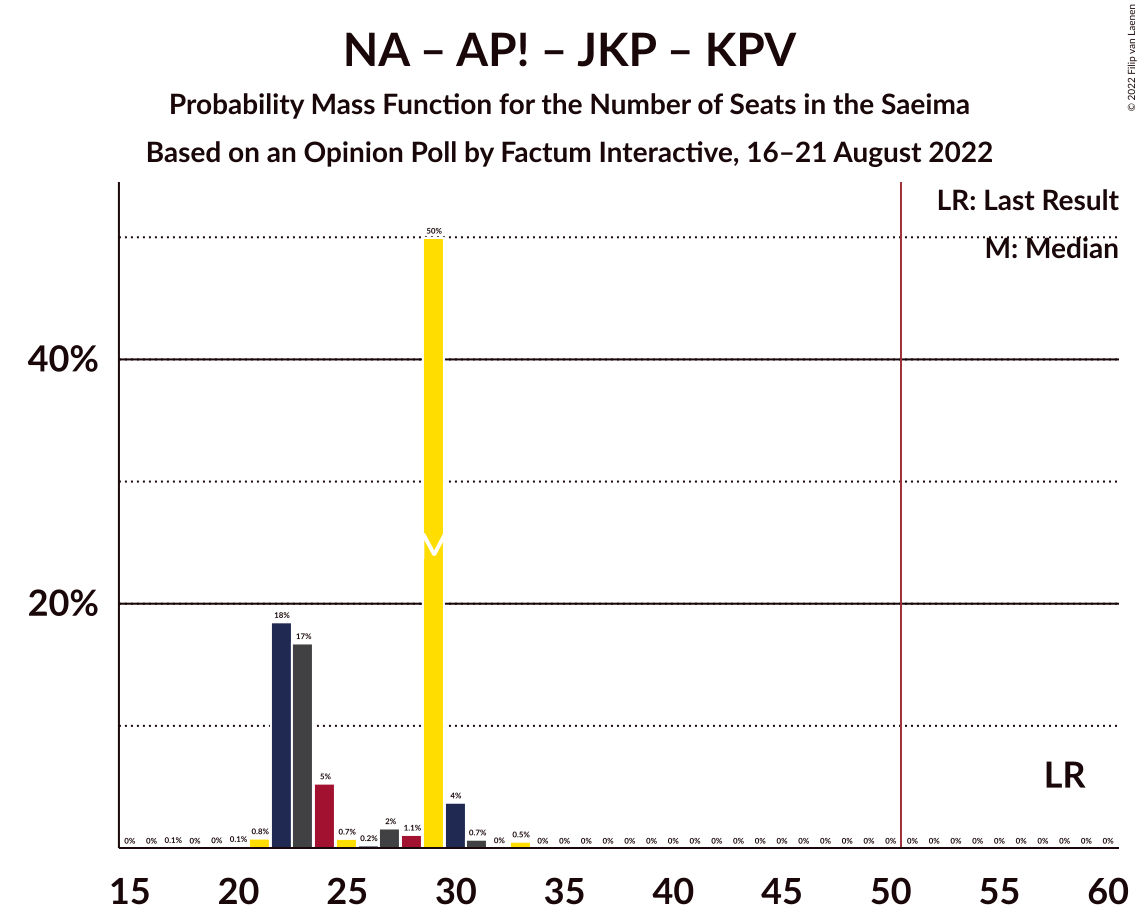 NA – AP! – JKP – KPV
Probability Mass Function for the Number of Seats in the Saeima
Based on an Opinion Poll by Factum Interactive, 16–21 August 2022
© 2022 Filip van Laenen
LR: Last Result
M: Median
50%
40%
20%
18%
17%
5%
4%
LR
0% 0% 0.1% 0% 0% 0.1% 0.8% 0.7% 0.2% 2% 1.1% 0.7% 0% 0.5% 0% 0% 0% 0% 0% 0% 0% 0% 0% 0% 0% 0% 0% 0% 0% 0% 0% 0% 0% 0% 0% 0% 0% 0% 0% 0% 0%
15 20 25 30 35 40 45 50 55 60